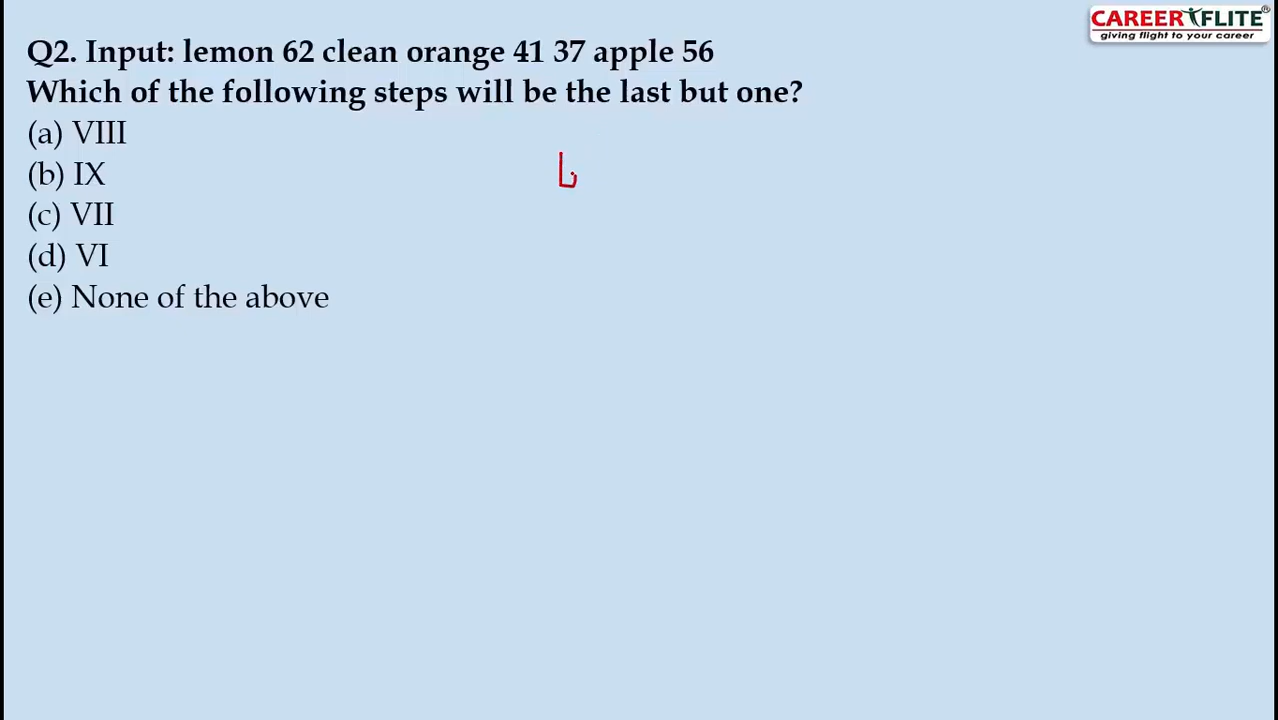 CAREER FLITE®
giving flight to your career
Q2. Input: lemon 62 clean orange 41 37 apple 56
Which of the following steps will be the last but one?
(a) VIII
(b) IX
(c) VII
(d) VI
(e) None of the above